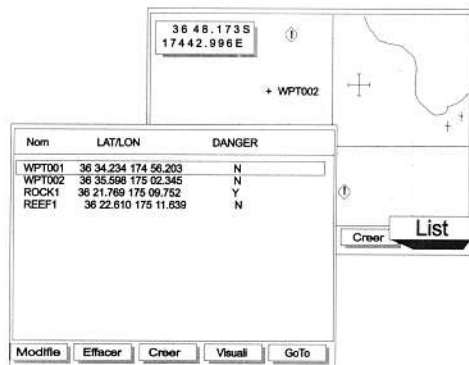 36 48.173S
17442.996E
+ WPT002
Nom LAT/LON DANGER
WPT001 36 34.234 174 56.203 N
WPT002 36 35.598 175 02.345 N
ROCK1 36 21.769 175 09.752 Y
REEF1 36 22.610 175 11.639 N
Creer List
Modifie Effacer Creer Visuali GoTo